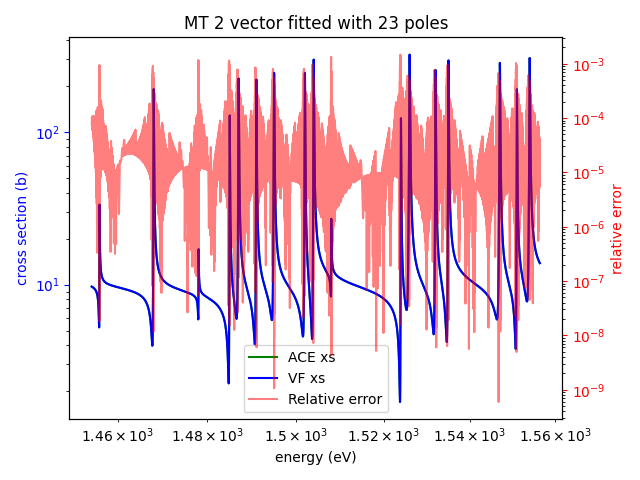 MT 2 vector fitted with 23 poles
cross section (b)
10²
10¹
10⁻³
10⁻⁴
10⁻⁵
10⁻⁶
10⁻⁷
10⁻⁸
10⁻⁹
relative error
ACE xs
VF xs
Relative error
1.46 × 10³ 1.48 × 10³ 1.5 × 10³ 1.52 × 10³ 1.54 × 10³ 1.56 × 10³
energy (eV)